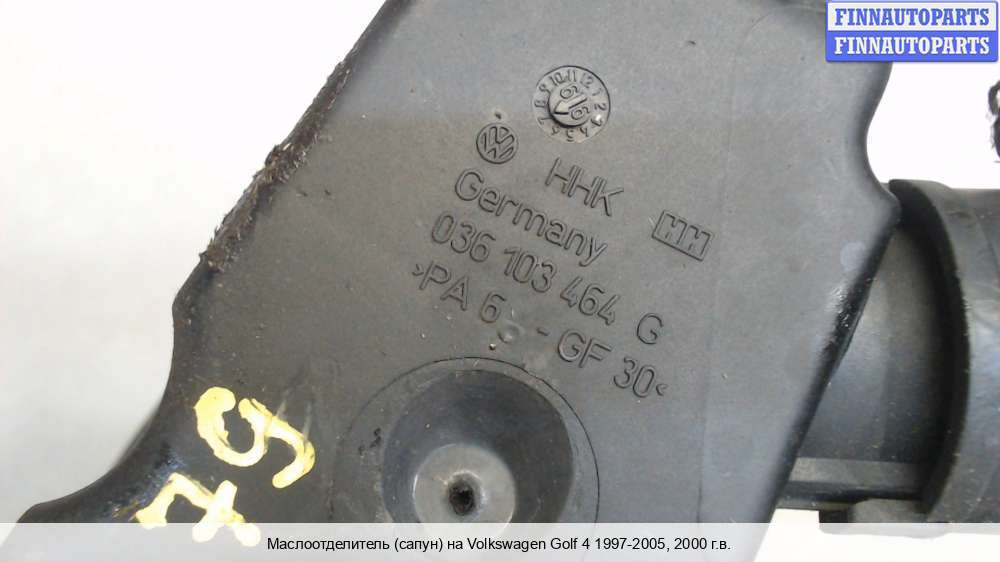 FINNAUTOPARTS
FINNAUTOPARTS
HHK
HH
Germany
036 103 464 G
>PA 6 - GF 30<
Маслоотделитель (сапун) на Volkswagen Golf 4 1997-2005, 2000 г.в.